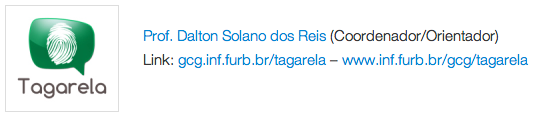 Tagarela
Prof. Dalton Solano dos Reis (Coordenador/Orientador)
Link: gcg.inf.furb.br/tagarela – www.inf.furb.br/gcg/tagarela